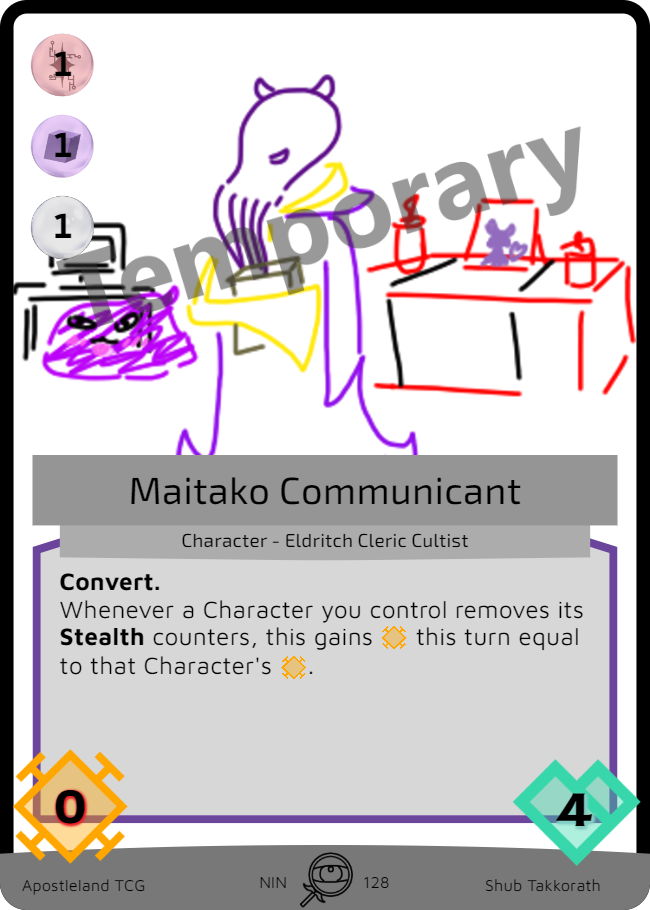 1
1
1
Temporary
Maitako Communicant
Character - Eldritch Cleric Cultist
Convert.
Whenever a Character you control removes its
Stealth counters, this gains this turn equal
to that Character's .
0
4
Apostleland TCG
NIN 128
Shub Takkorath